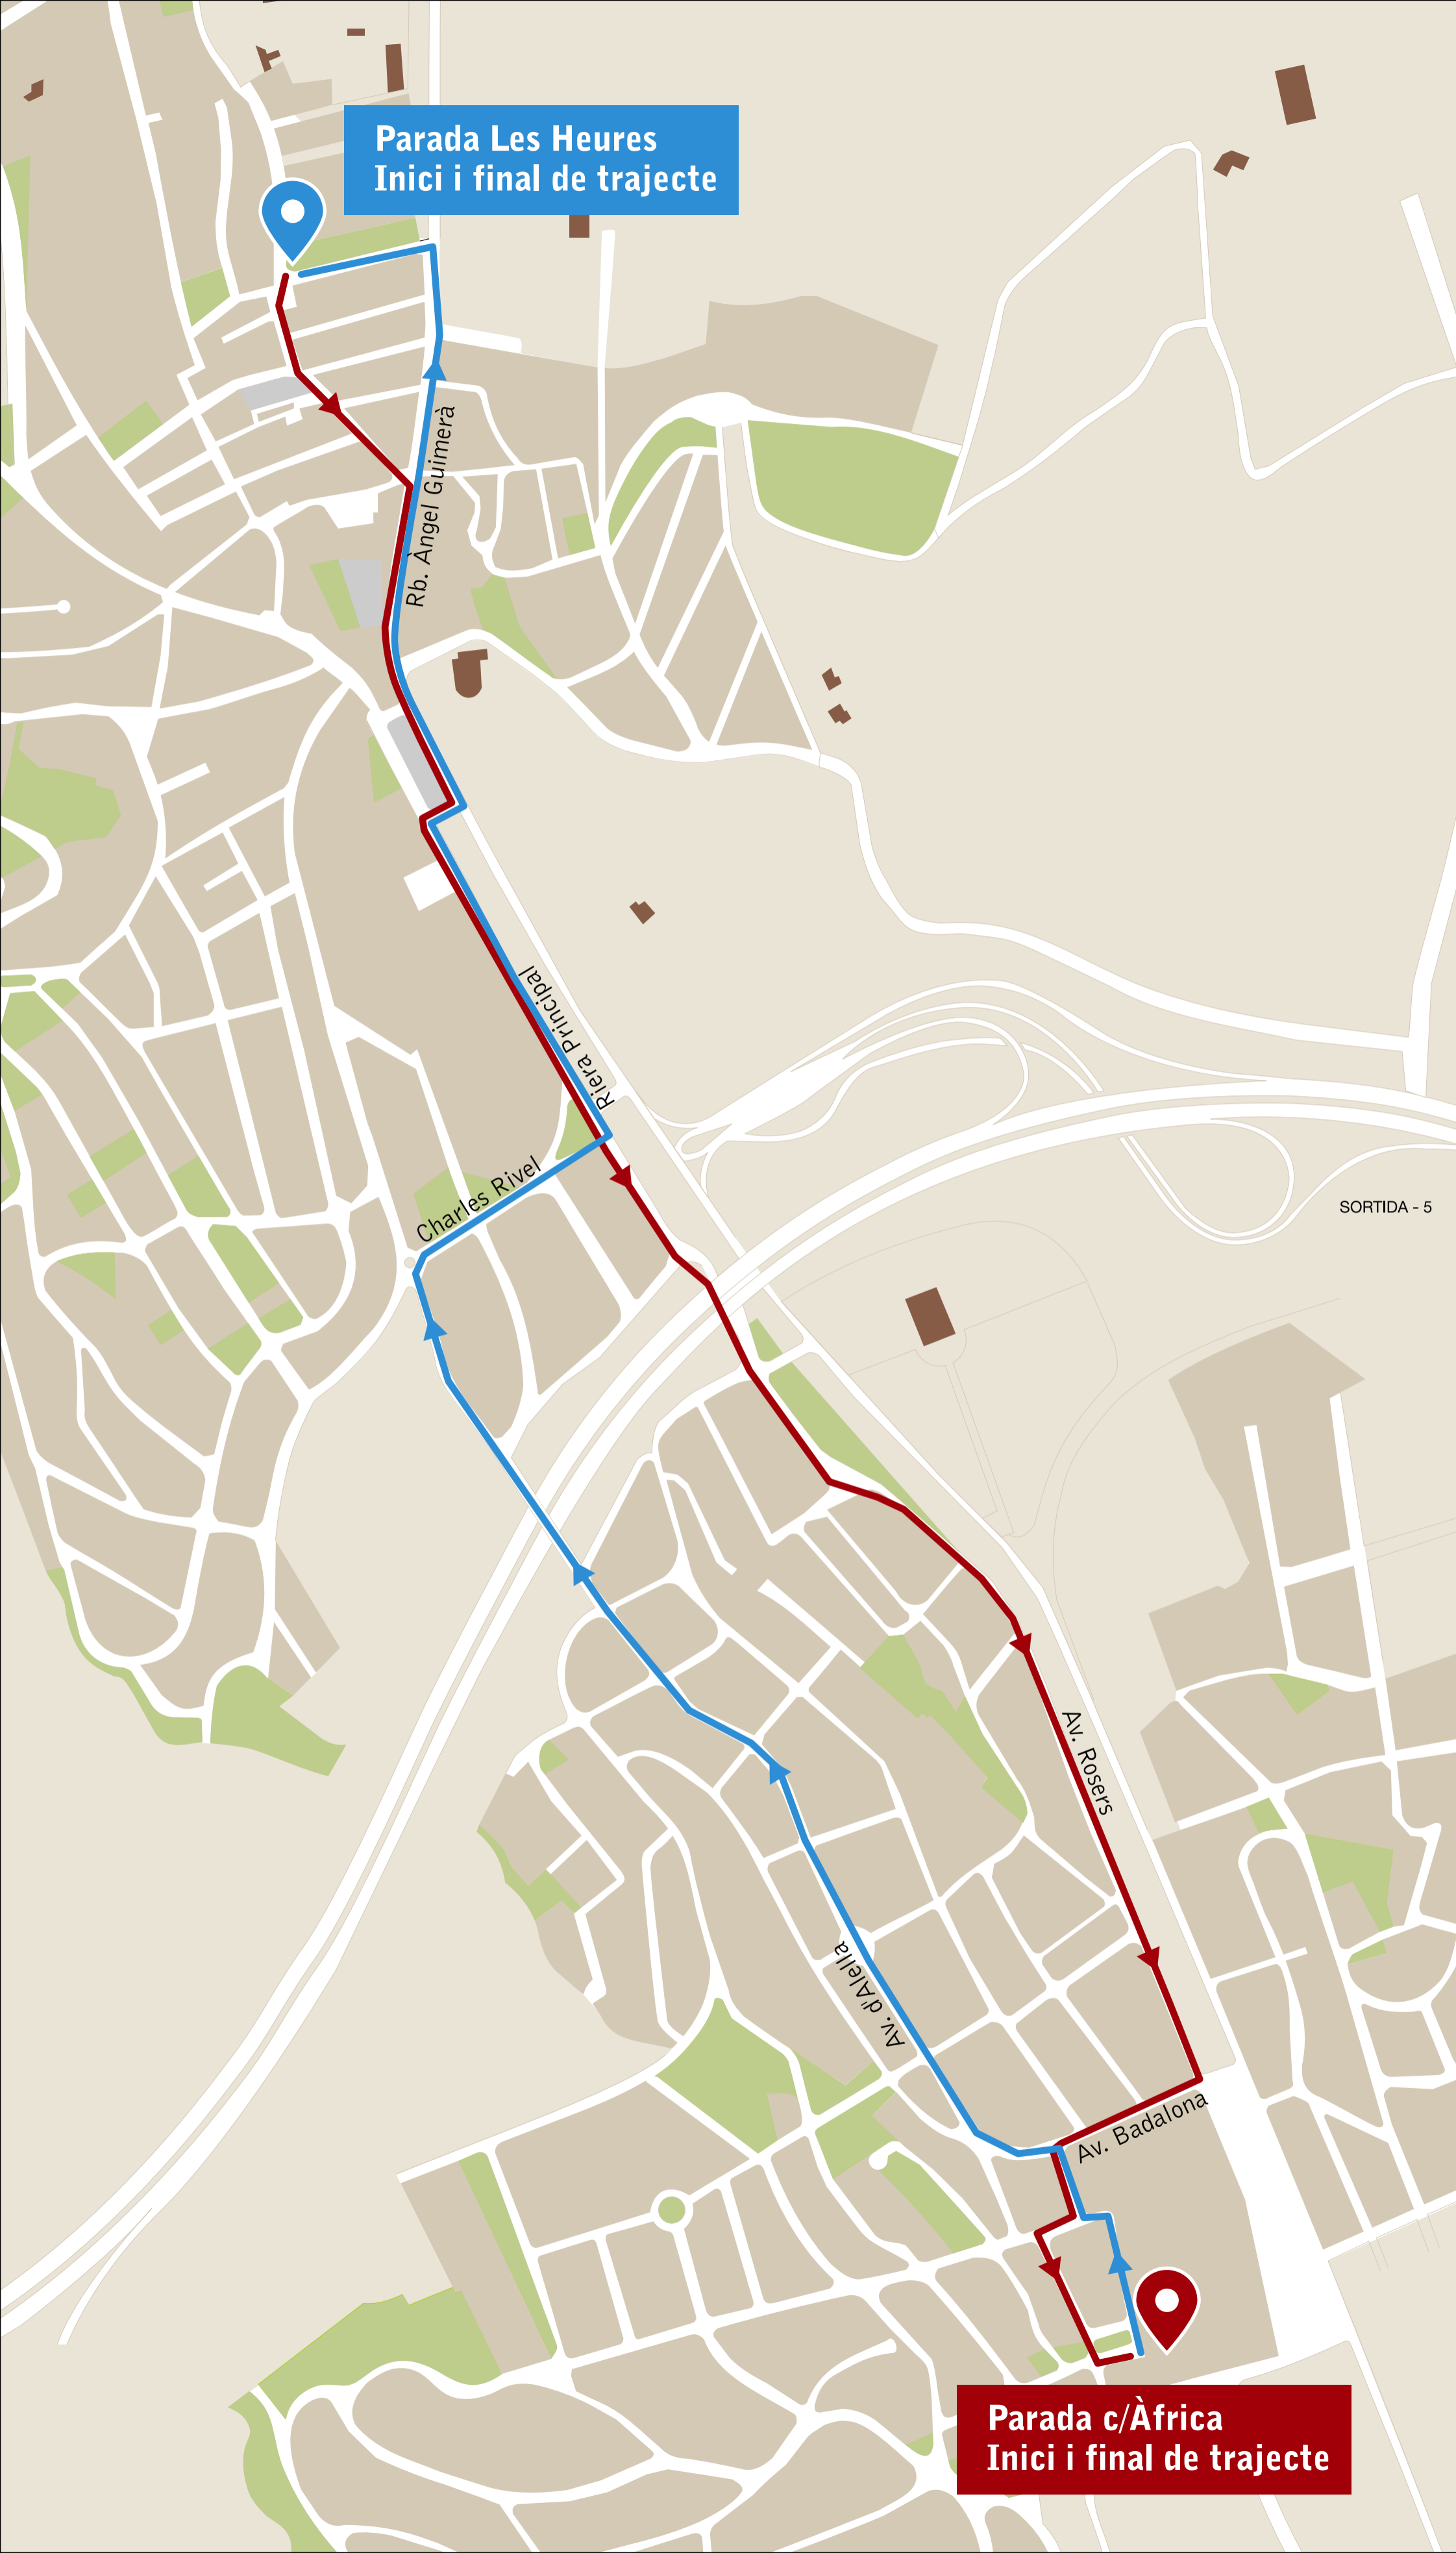 Parada Les Heures
Inici i final de trajecte
Rb. Àngel Guimerà
Riera Principal
Charles Rivel
SORTIDA - 5
Av. Rosers
Av. d'Alella
Av. Badalona
Parada c/Àfrica
Inici i final de trajecte